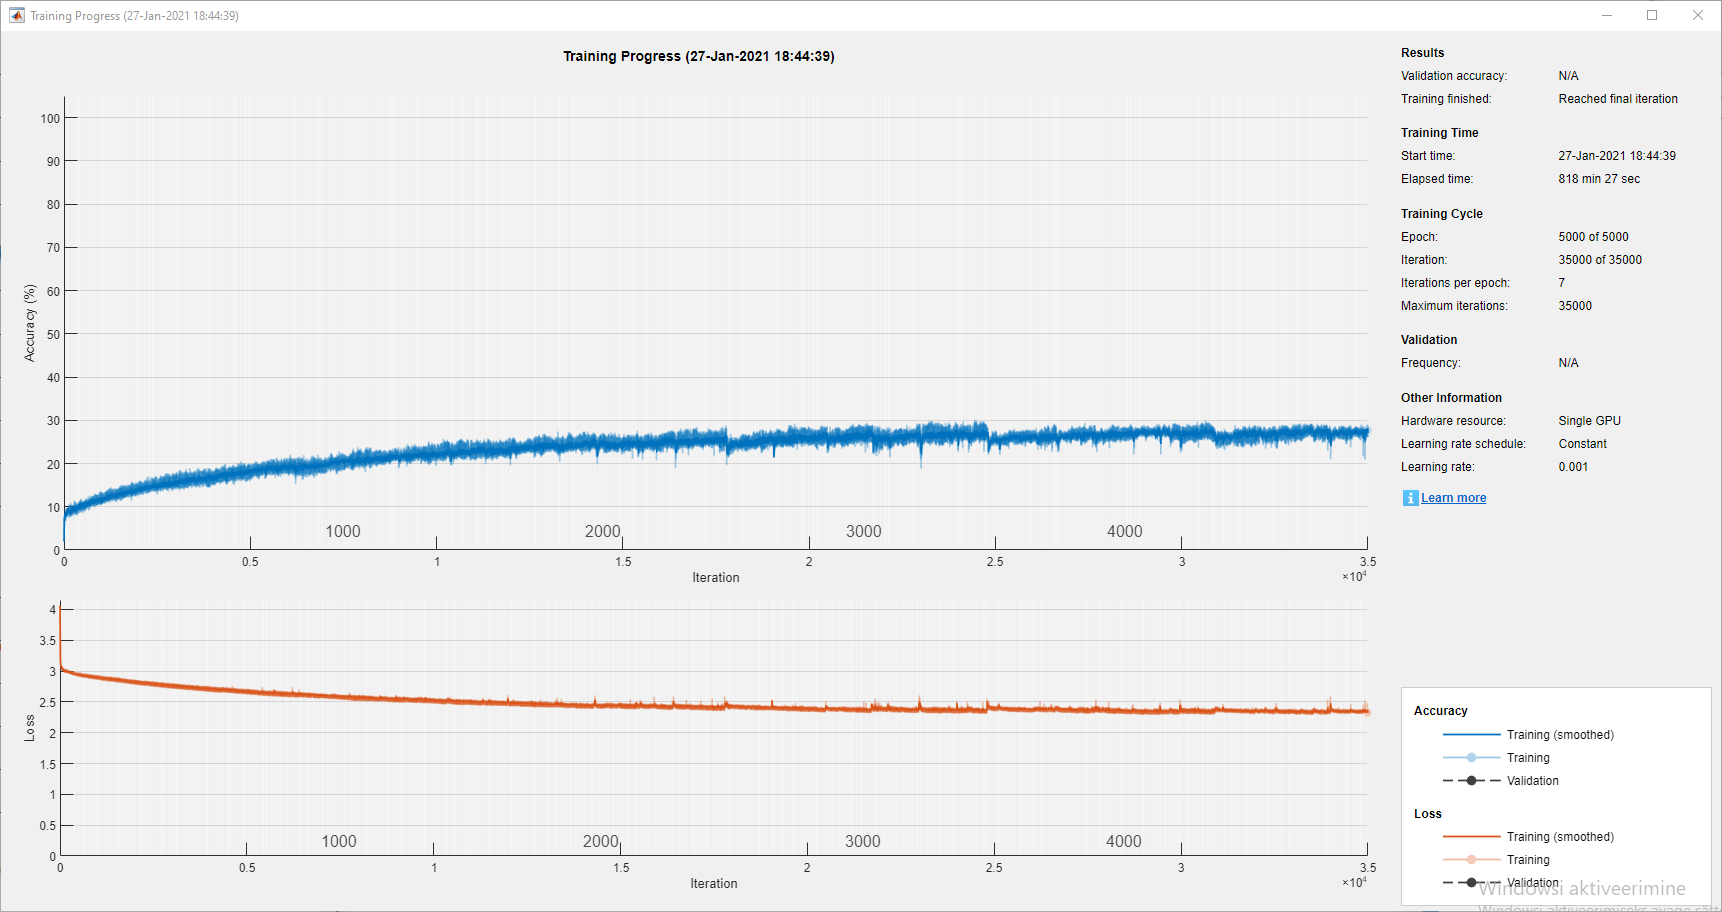 Training Progress (27-Jan-2021 18:44:39)
Training Progress (27-Jan-2021 18:44:39)
100
90
80
70
60
50
40
30
20
10
0
Accuracy (%)
1000 2000 3000 4000
0 0.5 1 1.5 2 2.5 3 3.5
×10⁴
Iteration
4
3.5
3
2.5
2
1.5
1
0.5
0
Loss
1000 2000 3000 4000
0 0.5 1 1.5 2 2.5 3 3.5
×10⁴
Iteration
Results
Validation accuracy: N/A
Training finished: Reached final iteration
Training Time
Start time: 27-Jan-2021 18:44:39
Elapsed time: 818 min 27 sec
Training Cycle
Epoch: 5000 of 5000
Iteration: 35000 of 35000
Iterations per epoch: 7
Maximum iterations: 35000
Validation
Frequency: N/A
Other Information
Hardware resource: Single GPU
Learning rate schedule: Constant
Learning rate: 0.001
Learn more
Accuracy
Training (smoothed)
Training
Validation
Loss
Training (smoothed)
Training
Validation
Windowsi aktiveerimine